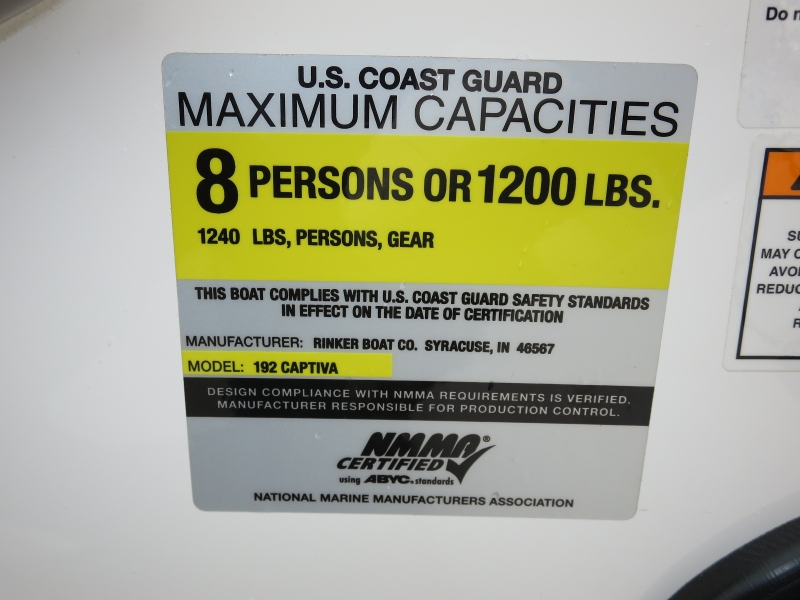 U.S. COAST GUARD
MAXIMUM CAPACITIES
8 PERSONS OR 1200 LBS.
1240 LBS, PERSONS, GEAR
THIS BOAT COMPLIES WITH U.S. COAST GUARD SAFETY STANDARDS
IN EFFECT ON THE DATE OF CERTIFICATION
MANUFACTURER: RINKER BOAT CO. SYRACUSE, IN 46567
MODEL: 192 CAPTIVA
DESIGN COMPLIANCE WITH NMMA REQUIREMENTS IS VERIFIED.
MANUFACTURER RESPONSIBLE FOR PRODUCTION CONTROL.
NMMA®
CERTIFIED
using ABYC® standards
NATIONAL MARINE MANUFACTURERS ASSOCIATION
Do
MAY